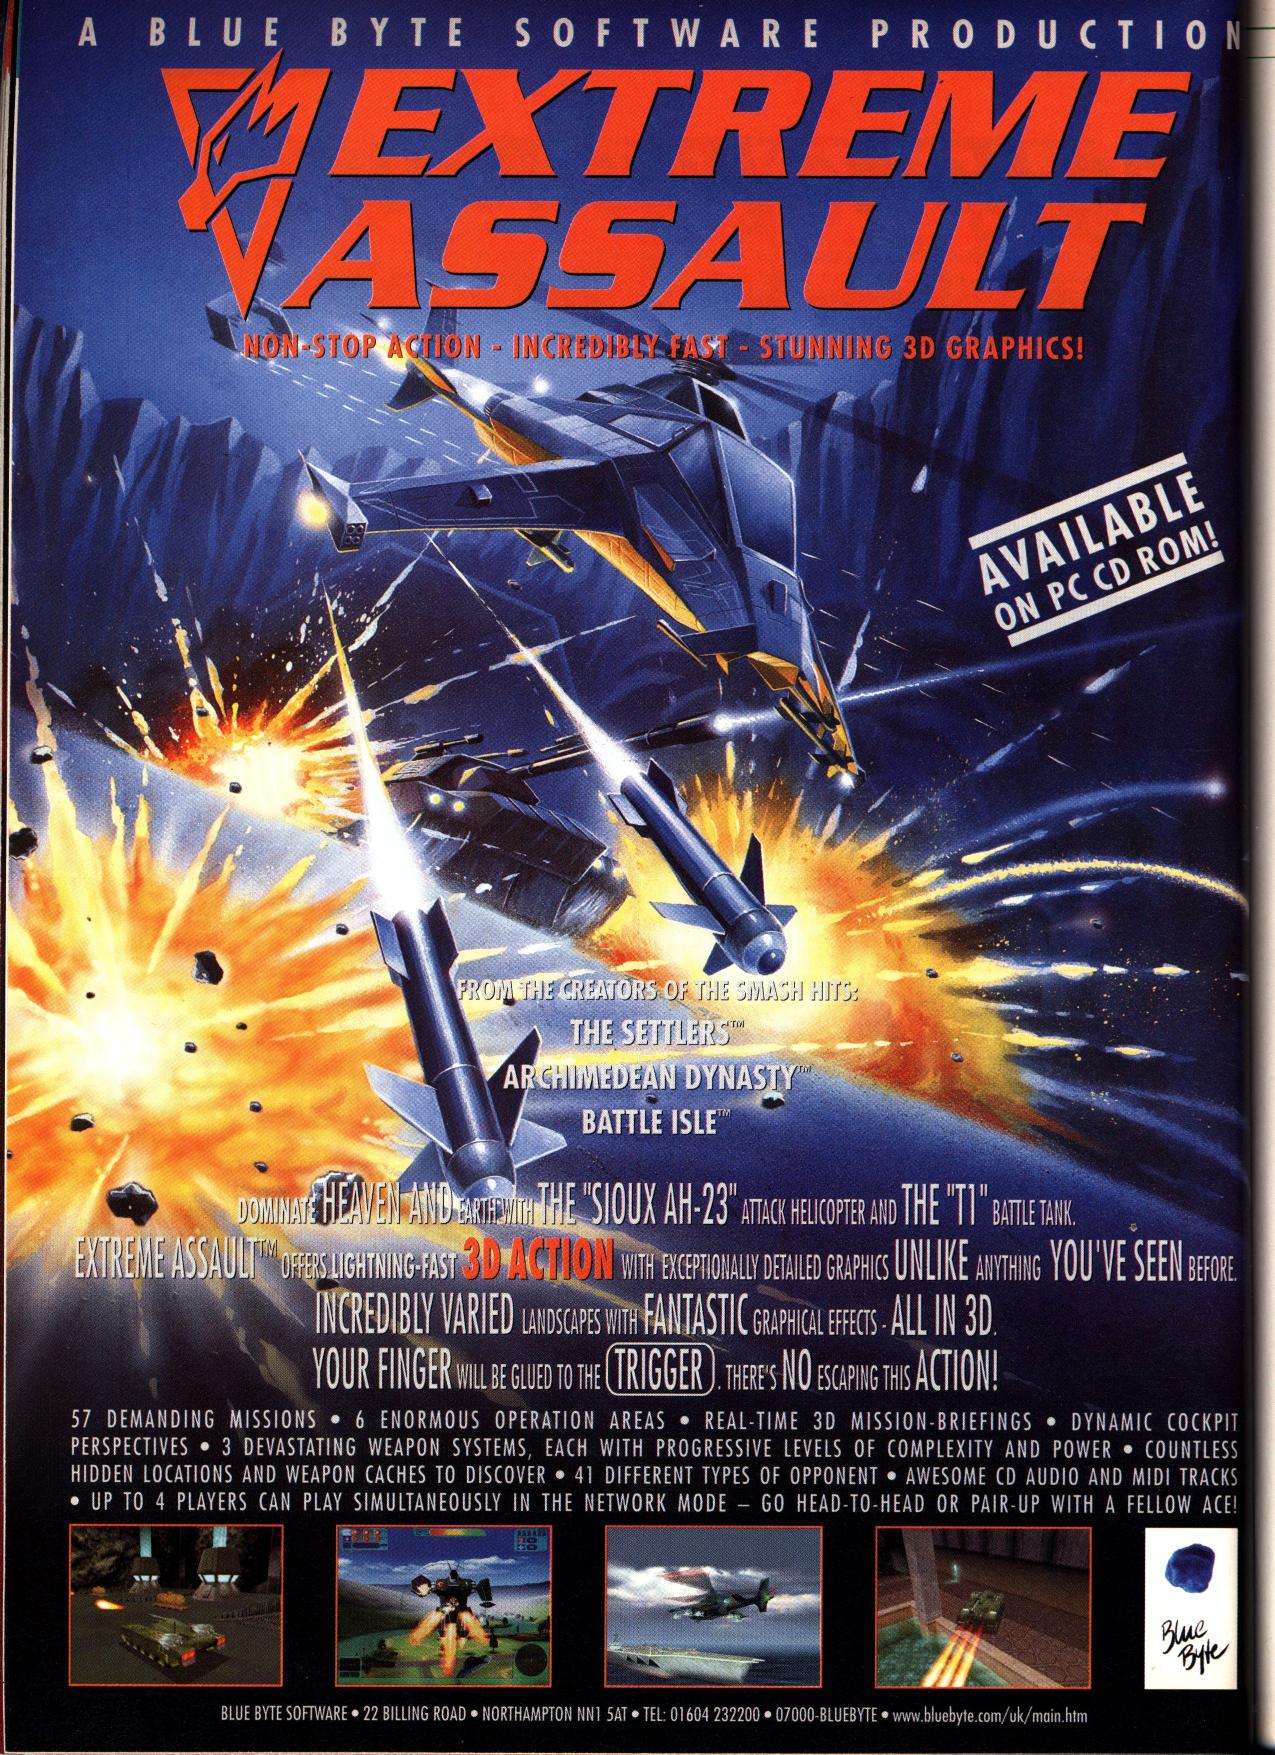 A BLUE BYTE SOFTWARE PRODUCTION
EXTREME
ASSAULT
NON-STOP ACTION - INCREDIBLY FAST - STUNNING 3D GRAPHICS!
AVAILABLE
ON PC CD ROM!
FROM THE CREATORS OF THE SMASH HITS:
THE SETTLERS™
ARCHIMEDEAN DYNASTY™
BATTLE ISLE™
DOMINATE HEAVEN AND EARTH WITH THE "SIOUX AH-23" ATTACK HELICOPTER AND THE "T1" BATTLE TANK.
EXTREME ASSAULT™ OFFERS LIGHTNING-FAST 3D ACTION WITH EXCEPTIONALLY DETAILED GRAPHICS UNLIKE ANYTHING YOU'VE SEEN BEFORE.
INCREDIBLY VARIED LANDSCAPES WITH FANTASTIC GRAPHICAL EFFECTS - ALL IN 3D.
YOUR FINGER WILL BE GLUED TO THE TRIGGER. THERE'S NO ESCAPING THIS ACTION!
57 DEMANDING MISSIONS • 6 ENORMOUS OPERATION AREAS • REAL-TIME 3D MISSION-BRIEFINGS • DYNAMIC COCKPIT
PERSPECTIVES • 3 DEVASTATING WEAPON SYSTEMS, EACH WITH PROGRESSIVE LEVELS OF COMPLEXITY AND POWER • COUNTLESS
HIDDEN LOCATIONS AND WEAPON CACHES TO DISCOVER • 41 DIFFERENT TYPES OF OPPONENT • AWESOME CD AUDIO AND MIDI TRACKS
• UP TO 4 PLAYERS CAN PLAY SIMULTANEOUSLY IN THE NETWORK MODE – GO HEAD-TO-HEAD OR PAIR-UP WITH A FELLOW ACE!
Blue
Byte
BLUE BYTE SOFTWARE • 22 BILLING ROAD • NORTHAMPTON NN1 5AT • TEL: 01604 232200 • 07000-BLUEBYTE • www.bluebyte.com/uk/main.htm